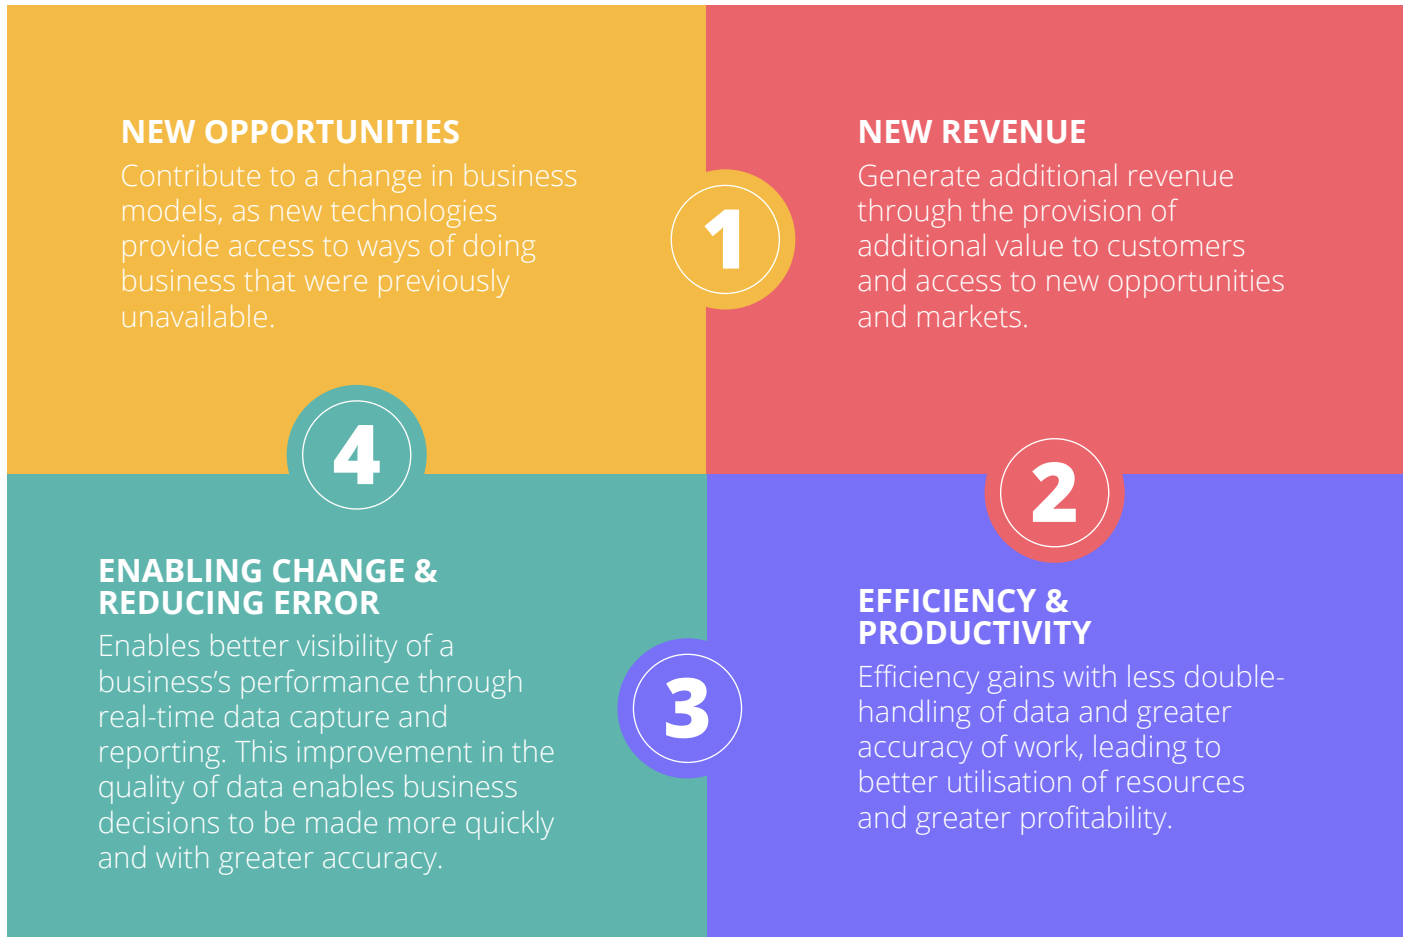 NEW OPPORTUNITIES
Contribute to a change in business
models, as new technologies
provide access to ways of doing
business that were previously
unavailable.
1
NEW REVENUE
Generate additional revenue
through the provision of
additional value to customers
and access to new opportunities
and markets.
2
EFFICIENCY &
PRODUCTIVITY
Efficiency gains with less double-
handling of data and greater
accuracy of work, leading to
better utilisation of resources
and greater profitability.
3
ENABLING CHANGE &
REDUCING ERROR
Enables better visibility of a
business’s performance through
real-time data capture and
reporting. This improvement in the
quality of data enables business
decisions to be made more quickly
and with greater accuracy.
4